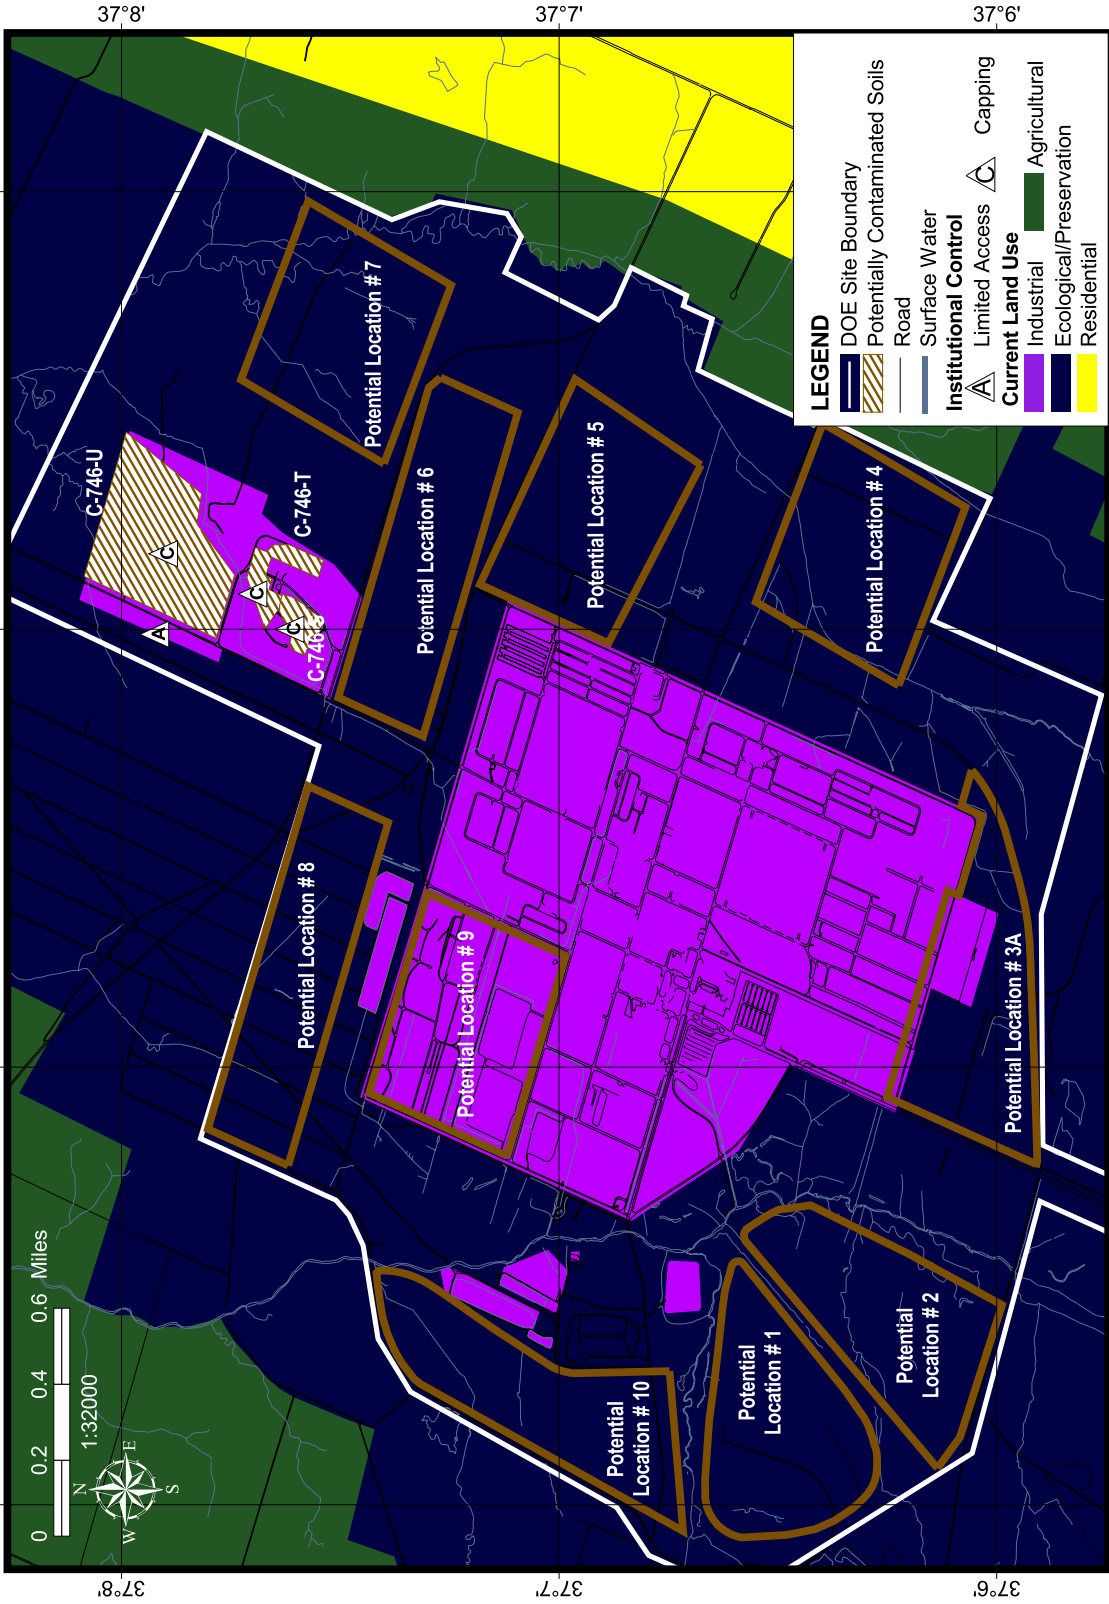 37°8'
37°7'
37°6'
C-746-U
C
A
C-746-T
C
C
C-746-S
Potential Location # 7
Potential Location # 6
Potential Location # 5
Potential Location # 4
Potential Location # 8
Potential Location # 9
Potential Location # 3A
Potential
Location # 10
Potential
Location # 1
Potential
Location # 2
0 0.2 0.4 0.6 Miles
1:32000
N
E
S
W
LEGEND
DOE Site Boundary
Potentially Contaminated Soils
Road
Surface Water
Institutional Control
A Limited Access C Capping
Current Land Use
Industrial Agricultural
Ecological/Preservation
Residential
37°8'
37°7'
37°6'